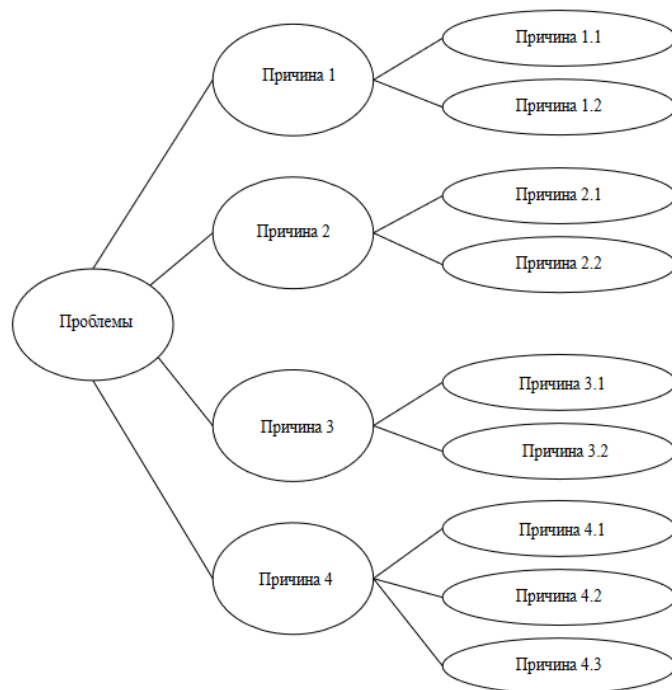 Причина 1
Причина 1.1
Причина 1.2
Причина 2
Причина 2.1
Причина 2.2
Проблемы
Причина 3
Причина 3.1
Причина 3.2
Причина 4
Причина 4.1
Причина 4.2
Причина 4.3